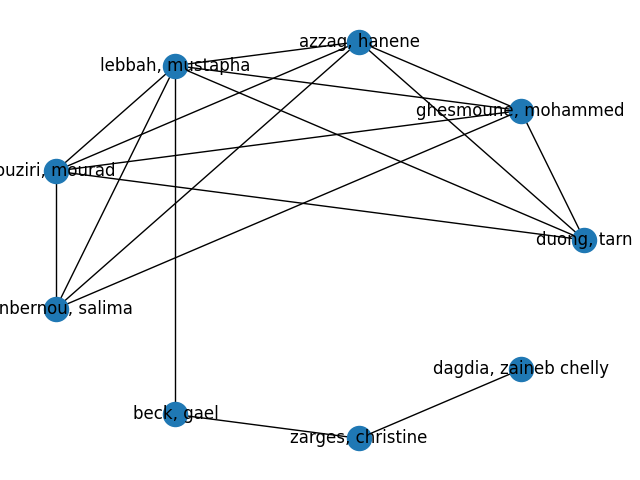 azzag, hanene
lebbah, mustapha
ghesmoune, mohammed
ouziri, mourad
duong, tarn
nbernou, salima
dagdia, zaineb chelly
beck, gael
zarges, christine